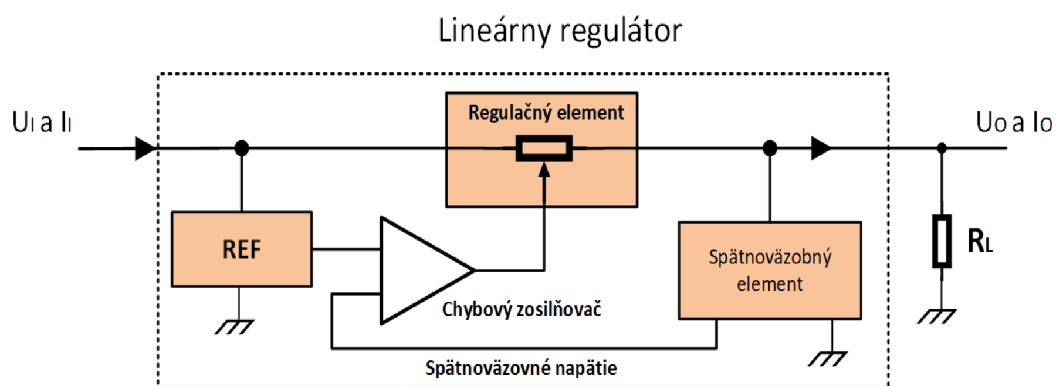 Lineárny regulátor
Regulačný element
UI a II
UO a IO
REF
Spätnoväzobný
element
RL
Chybový zosilňovač
Spätnoväzovné napätie